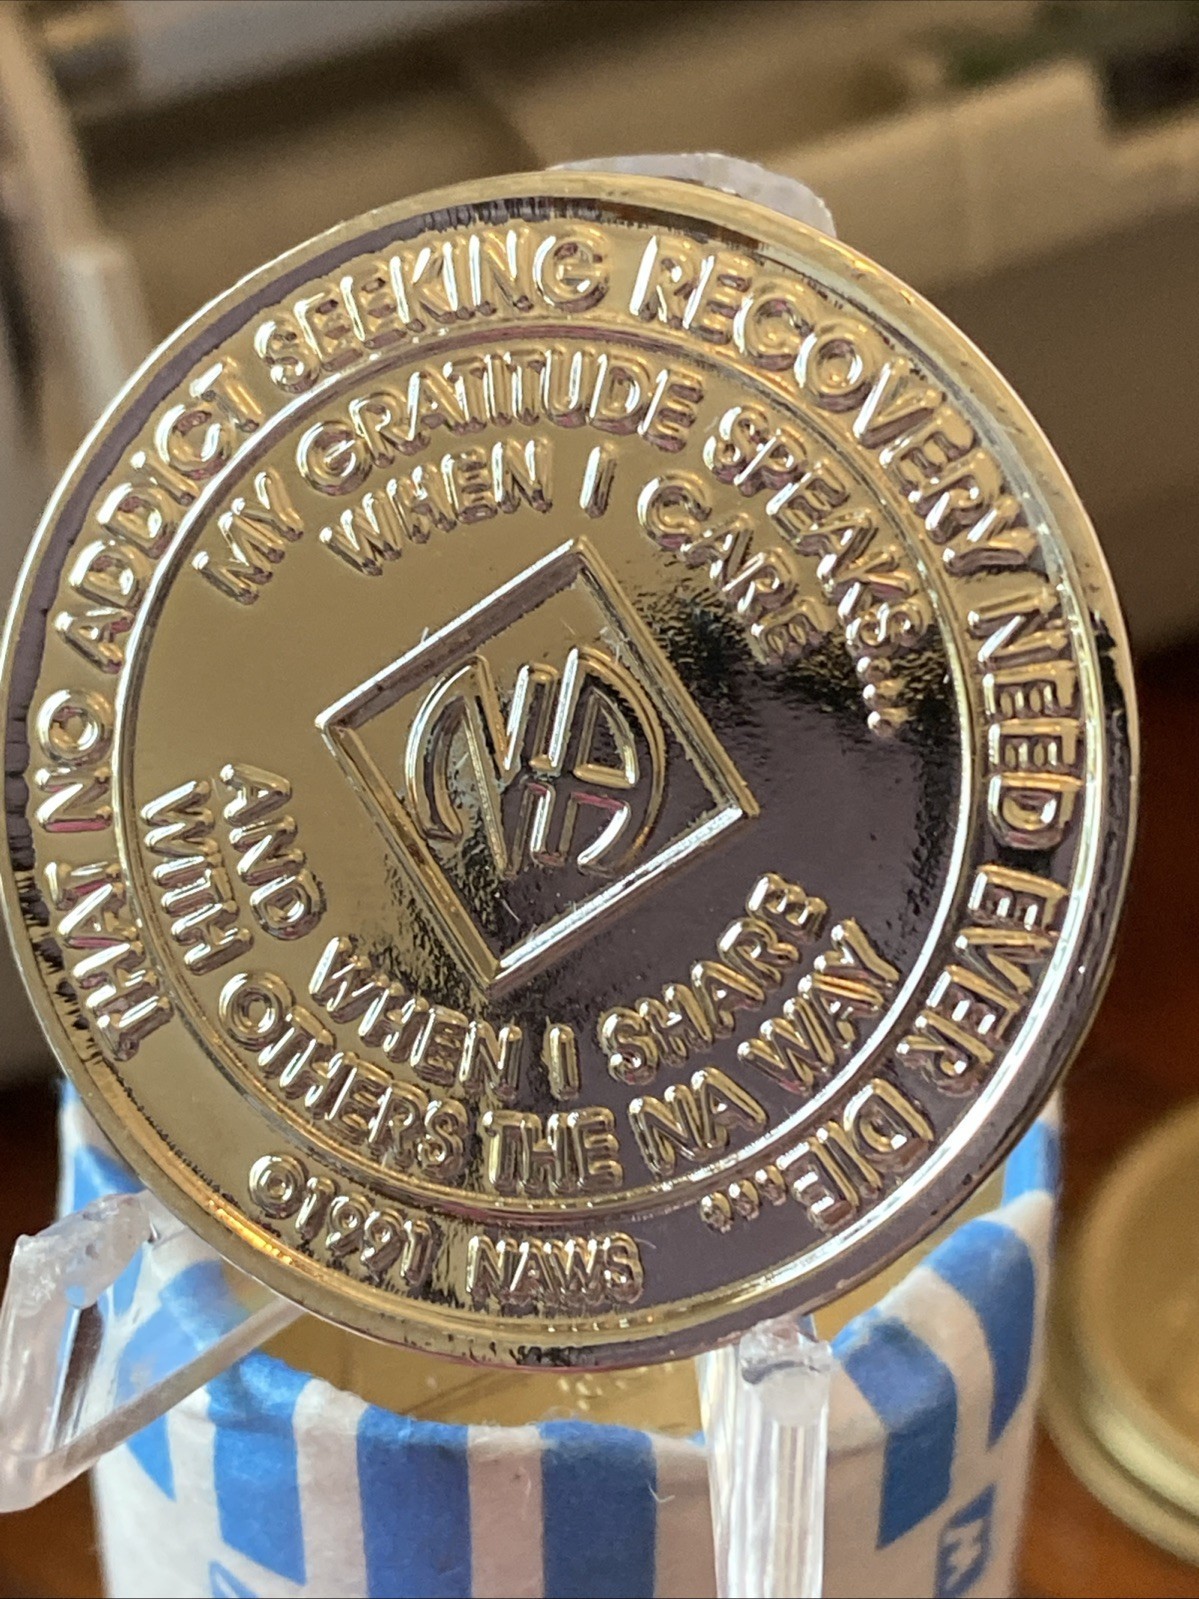 THAT NO ADDICT SEEKING RECOVERY NEED EVER DIE...
MY GRATITUDE SPEAKS...
WHEN I CARE
NA
AND WHEN I SHARE
WITH OTHERS THE NA WAY
©1991 NAWS